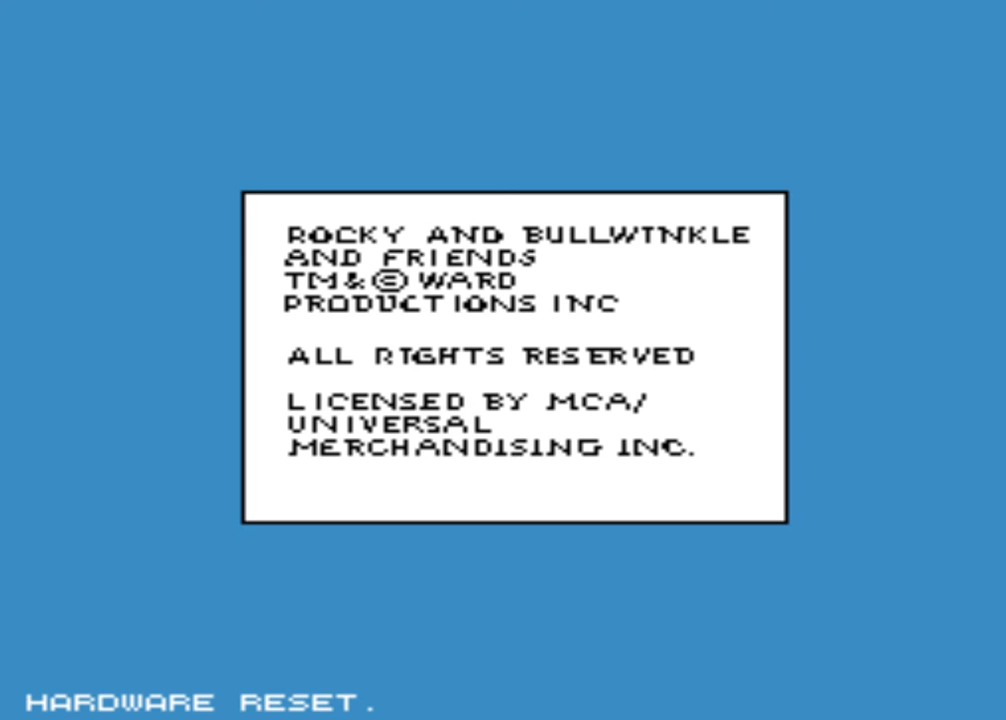 ROCKY AND BULLWINKLE
AND FRIENDS
TM&© WARD
PRODUCTIONS INC
ALL RIGHTS RESERVED
LICENSED BY MCA/
UNIVERSAL
MERCHANDISING INC.
HARDWARE RESET.